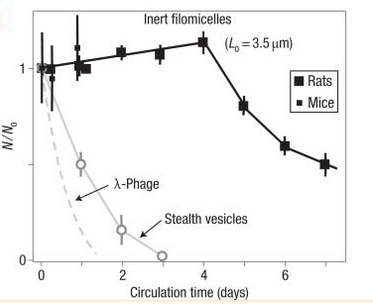 Inert filomicelles
(L₀ = 3.5 μm)
1
Rats
Mice
N/N₀
λ-Phage
Stealth vesicles
0
0 2 4 6
Circulation time (days)